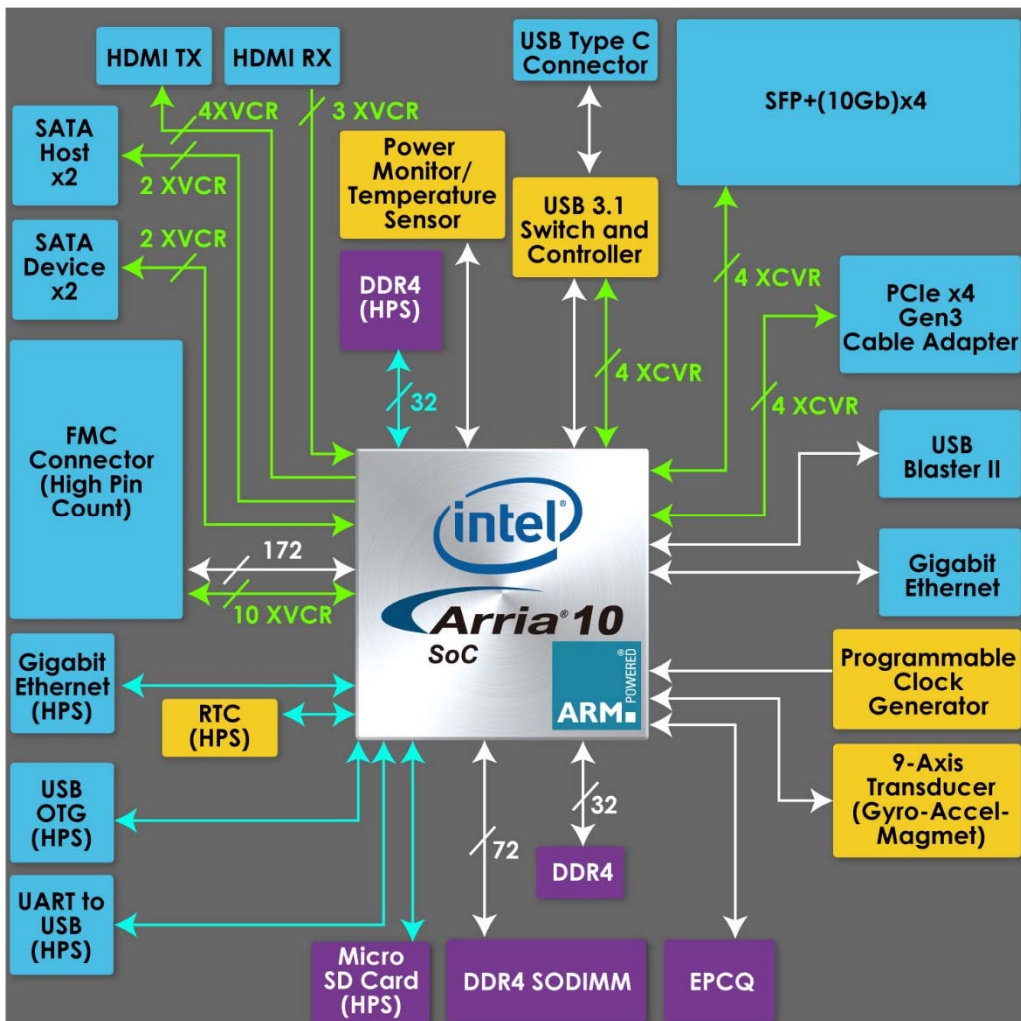 HDMI TX
HDMI RX
USB Type C
Connector
SFP+(10Gb)x4
4XVCR
3 XVCR
SATA
Host
x2
2 XVCR
Power
Monitor/
Temperature
Sensor
USB 3.1
Switch and
Controller
SATA
Device
x2
2 XVCR
DDR4
(HPS)
4 XCVR
PCIe x4
Gen3
Cable Adapter
32
4 XCVR
4 XCVR
FMC
Connector
(High Pin
Count)
USB
Blaster II
172
10 XVCR
intel®
Arria® 10
SoC
ARM®
POWERED
Gigabit
Ethernet
Gigabit
Ethernet
(HPS)
RTC
(HPS)
Programmable
Clock
Generator
9-Axis
Transducer
(Gyro-Accel-
Magmet)
USB
OTG
(HPS)
72
32
DDR4
UART to
USB
(HPS)
Micro
SD Card
(HPS)
DDR4 SODIMM
EPCQ